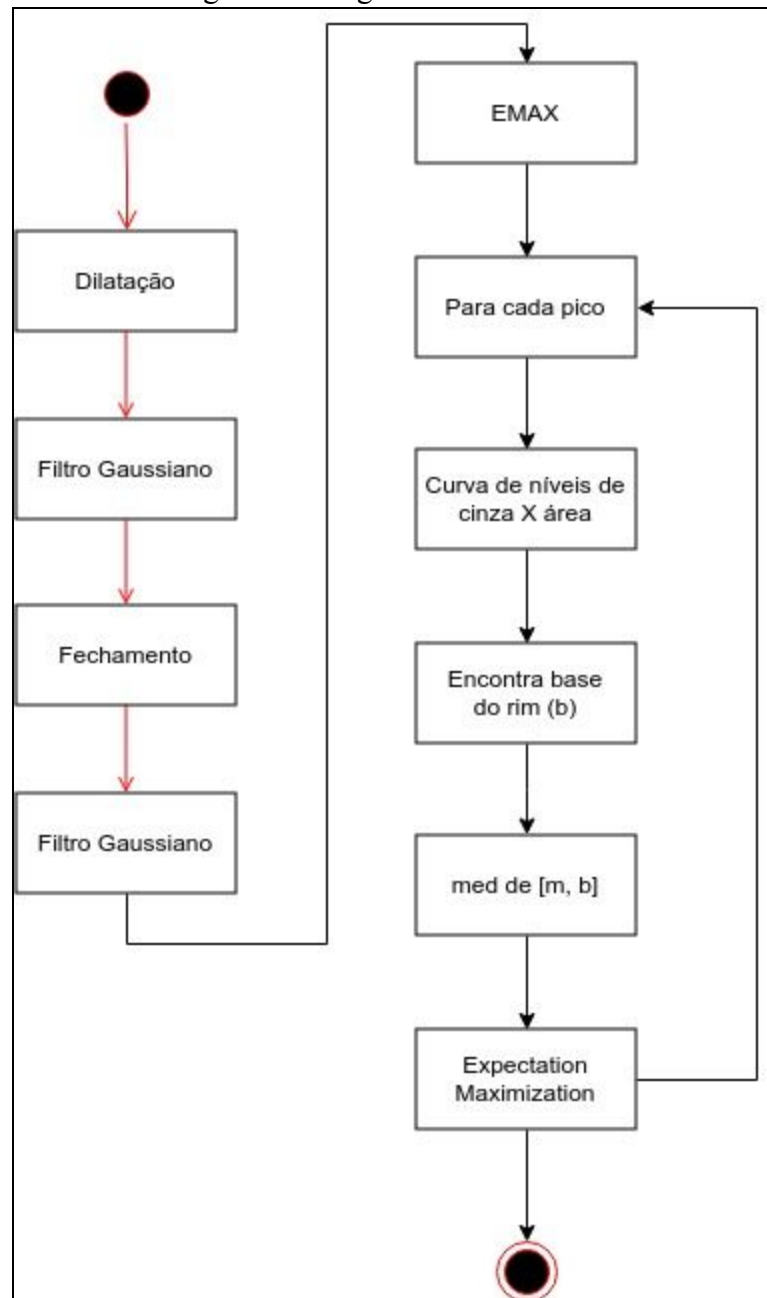 Dilatação
Filtro Gaussiano
Fechamento
Filtro Gaussiano
EMAX
Para cada pico
Curva de níveis de
cinza X área
Encontra base
do rim (b)
med de [m, b]
Expectation
Maximization